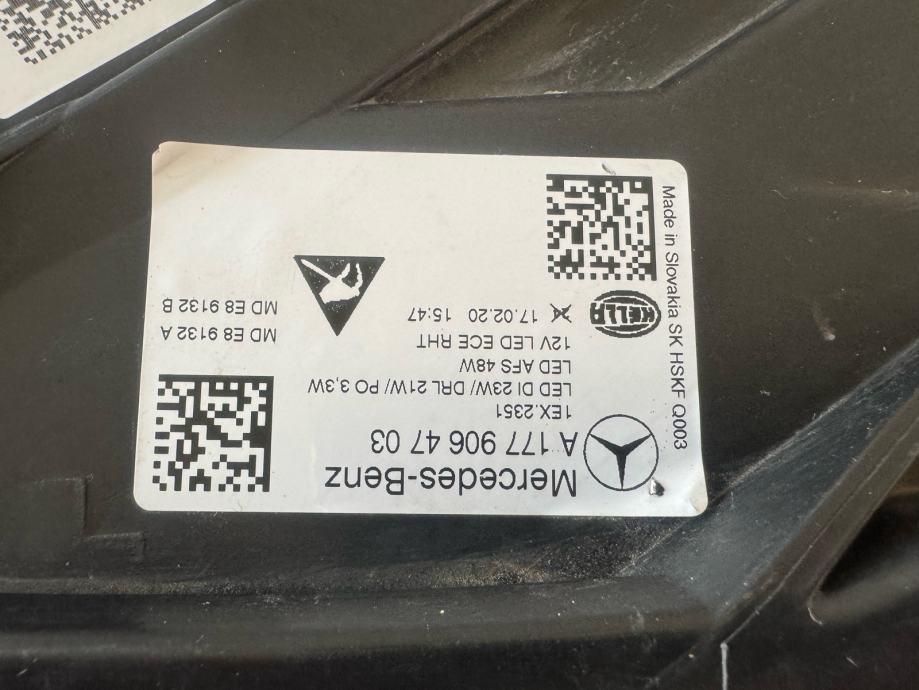 Mercedes-Benz
A 177 906 47 03
1EX.2351
LED DI 23W/ DRL 21W/ PO 3,3W
LED AFS 48W
12V LED ECE RHT
17.02.20 15:47
HELLA
MD E8 9132 A
MD E8 9132 B
Made in Slovakia SK HSKF Q003